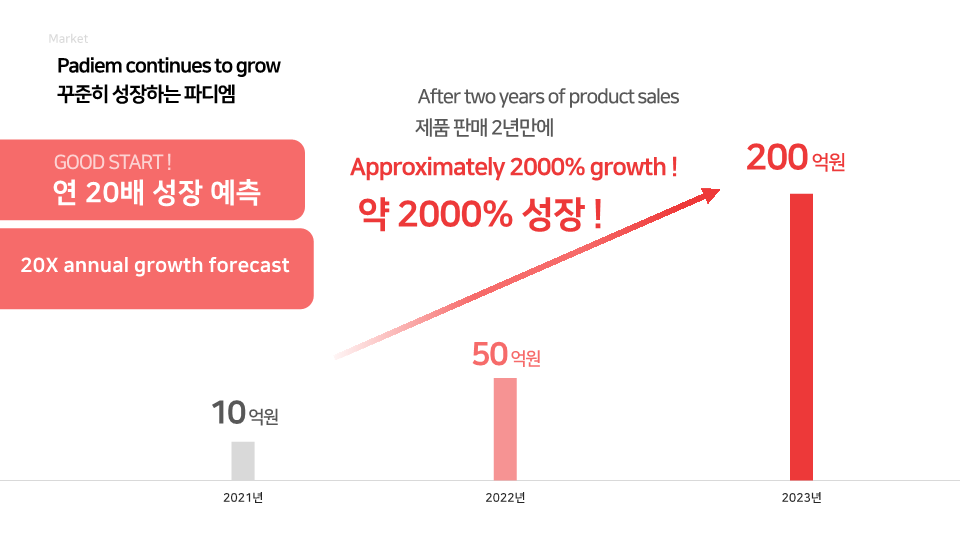 Market
Padiem continues to grow
꾸준히 성장하는 파디엠
GOOD START !
연 20배 성장 예측
20X annual growth forecast
After two years of product sales
제품 판매 2년만에
Approximately 2000% growth !
약 2000% 성장 !
200 억원
50 억원
10 억원
2021년
2022년
2023년